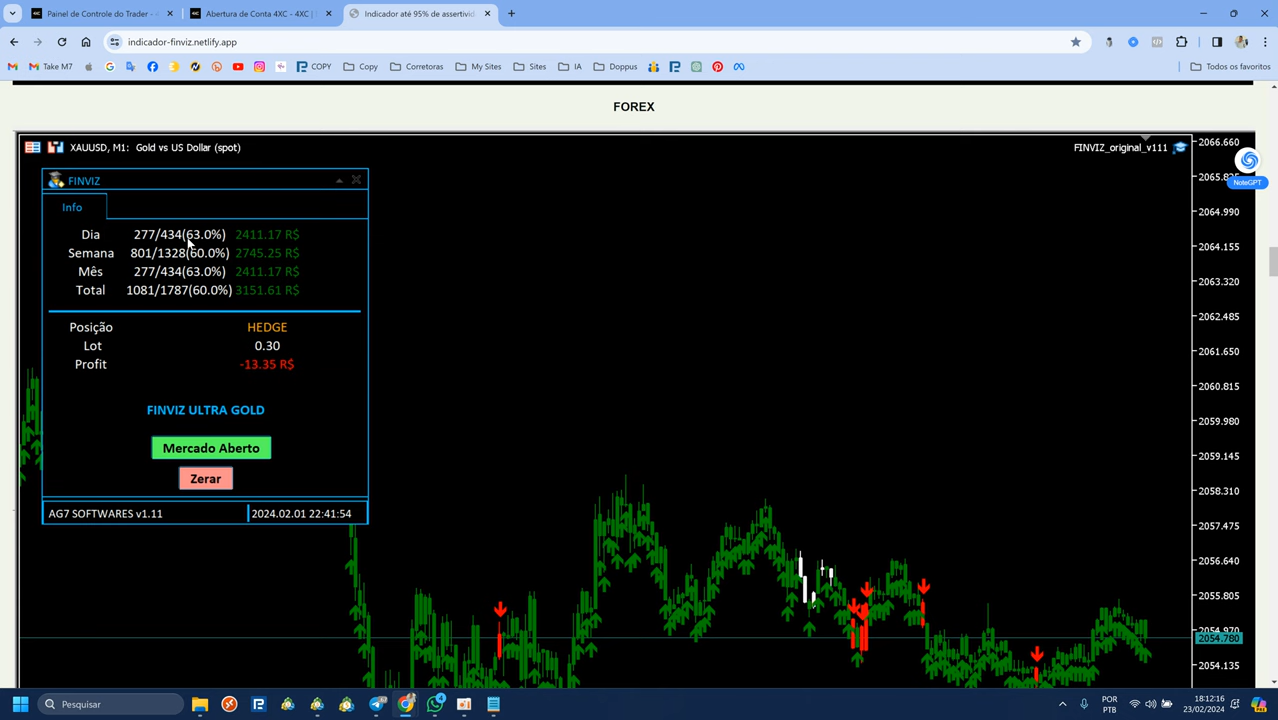 Painel de Controle do Trader -
Abertura de Conta 4XC - 4XC |
Indicador até 95% de assertivid
indicador-finviz.netlify.app
M7
Take M7
COPY
Copy
Corretoras
My Sites
Sites
IA
Doppus
Todos os favoritos
FOREX
XAUUSD, M1: Gold vs US Dollar (spot)
FINVIZ_original_v111
2066.660
NoteGPT
2064.990
2064.155
2063.320
2062.485
2061.650
2060.815
2059.980
2059.145
2058.310
2057.475
2056.640
2055.805
2054.970
2054.780
2054.135
FINVIZ
Info
Dia 277/434(63.0%) 2411.17 R$
Semana 801/1328(60.0%) 2745.25 R$
Mês 277/434(63.0%) 2411.17 R$
Total 1081/1787(60.0%) 3151.61 R$
Posição HEDGE
Lot 0.30
Profit -13.35 R$
FINVIZ ULTRA GOLD
Mercado Aberto
Zerar
AG7 SOFTWARES v1.11 2024.02.01 22:41:54
Pesquisar
4
POR
PTB
18:12:16
23/02/2024